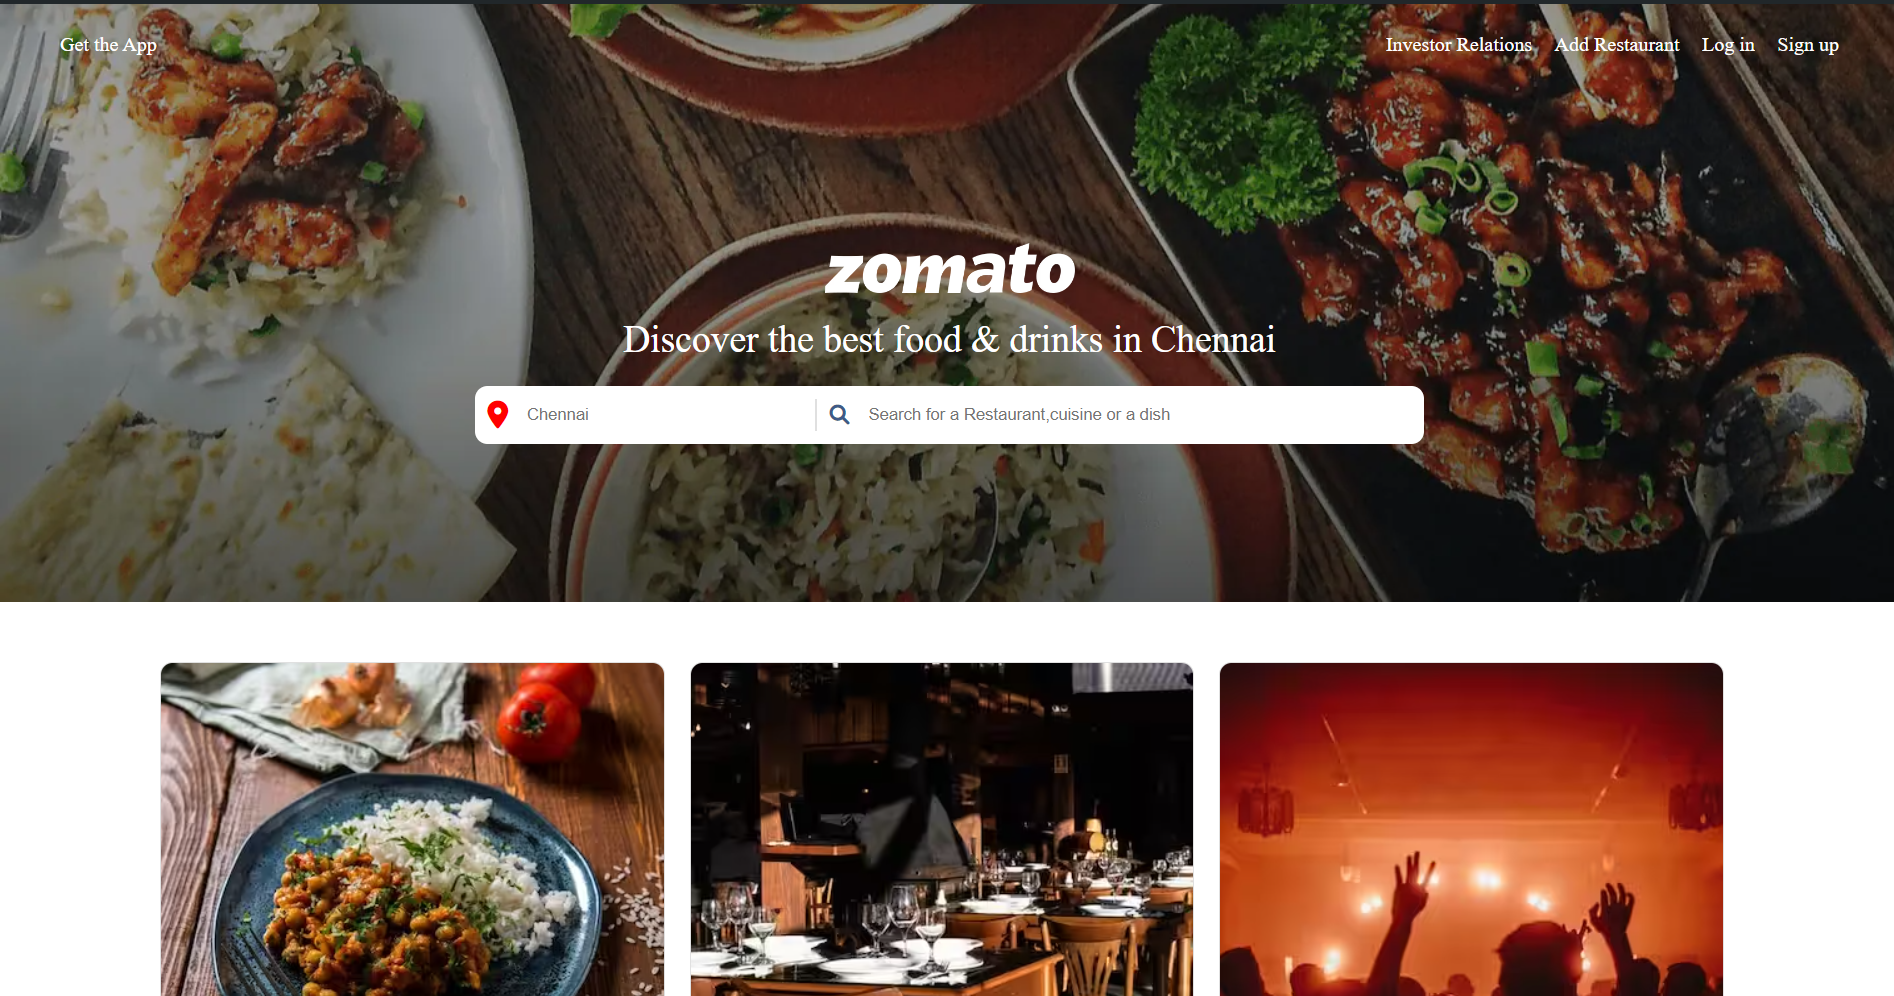 Get the App
Investor Relations Add Restaurant Log in Sign up
zomato
Discover the best food & drinks in Chennai
Chennai
Search for a Restaurant,cuisine or a dish